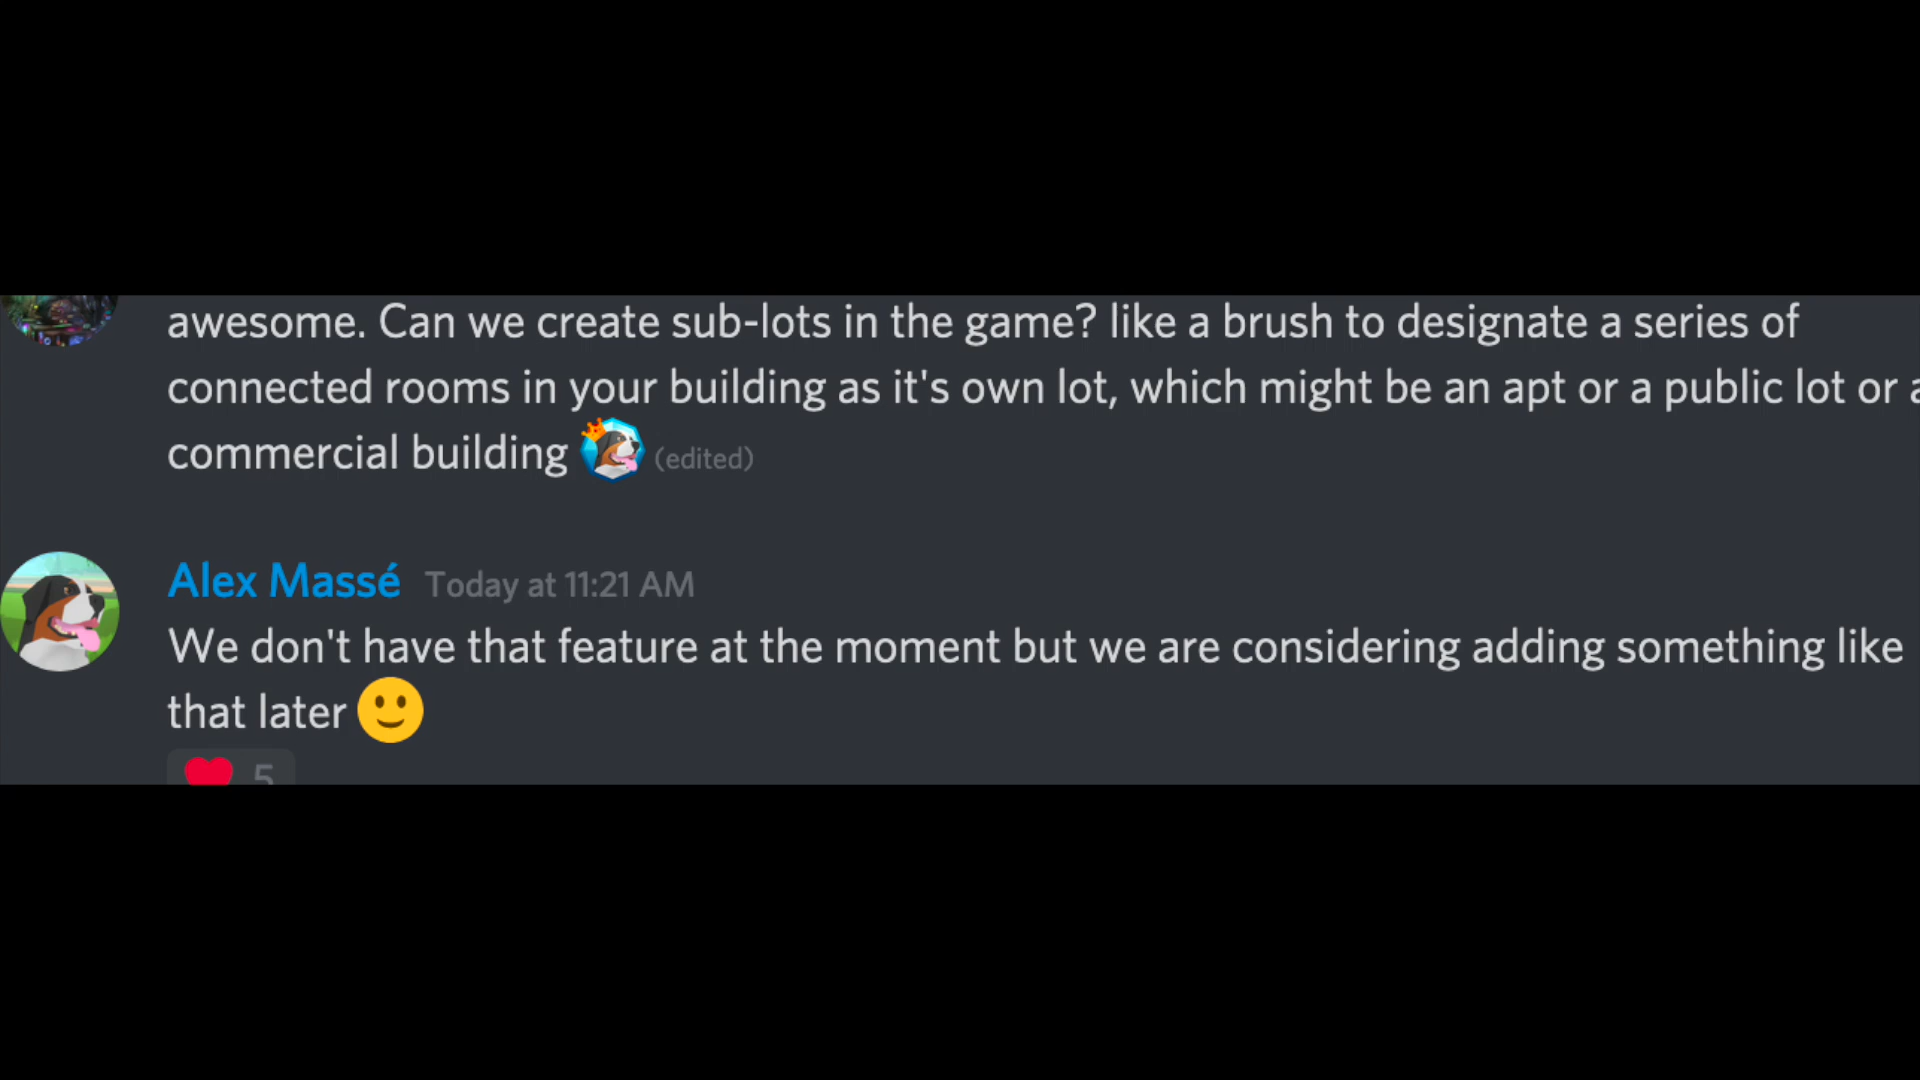 awesome. Can we create sub-lots in the game? like a brush to designate a series of
connected rooms in your building as it's own lot, which might be an apt or a public lot or a
commercial building (edited)
Alex Massé Today at 11:21 AM
We don't have that feature at the moment but we are considering adding something like
that later
5